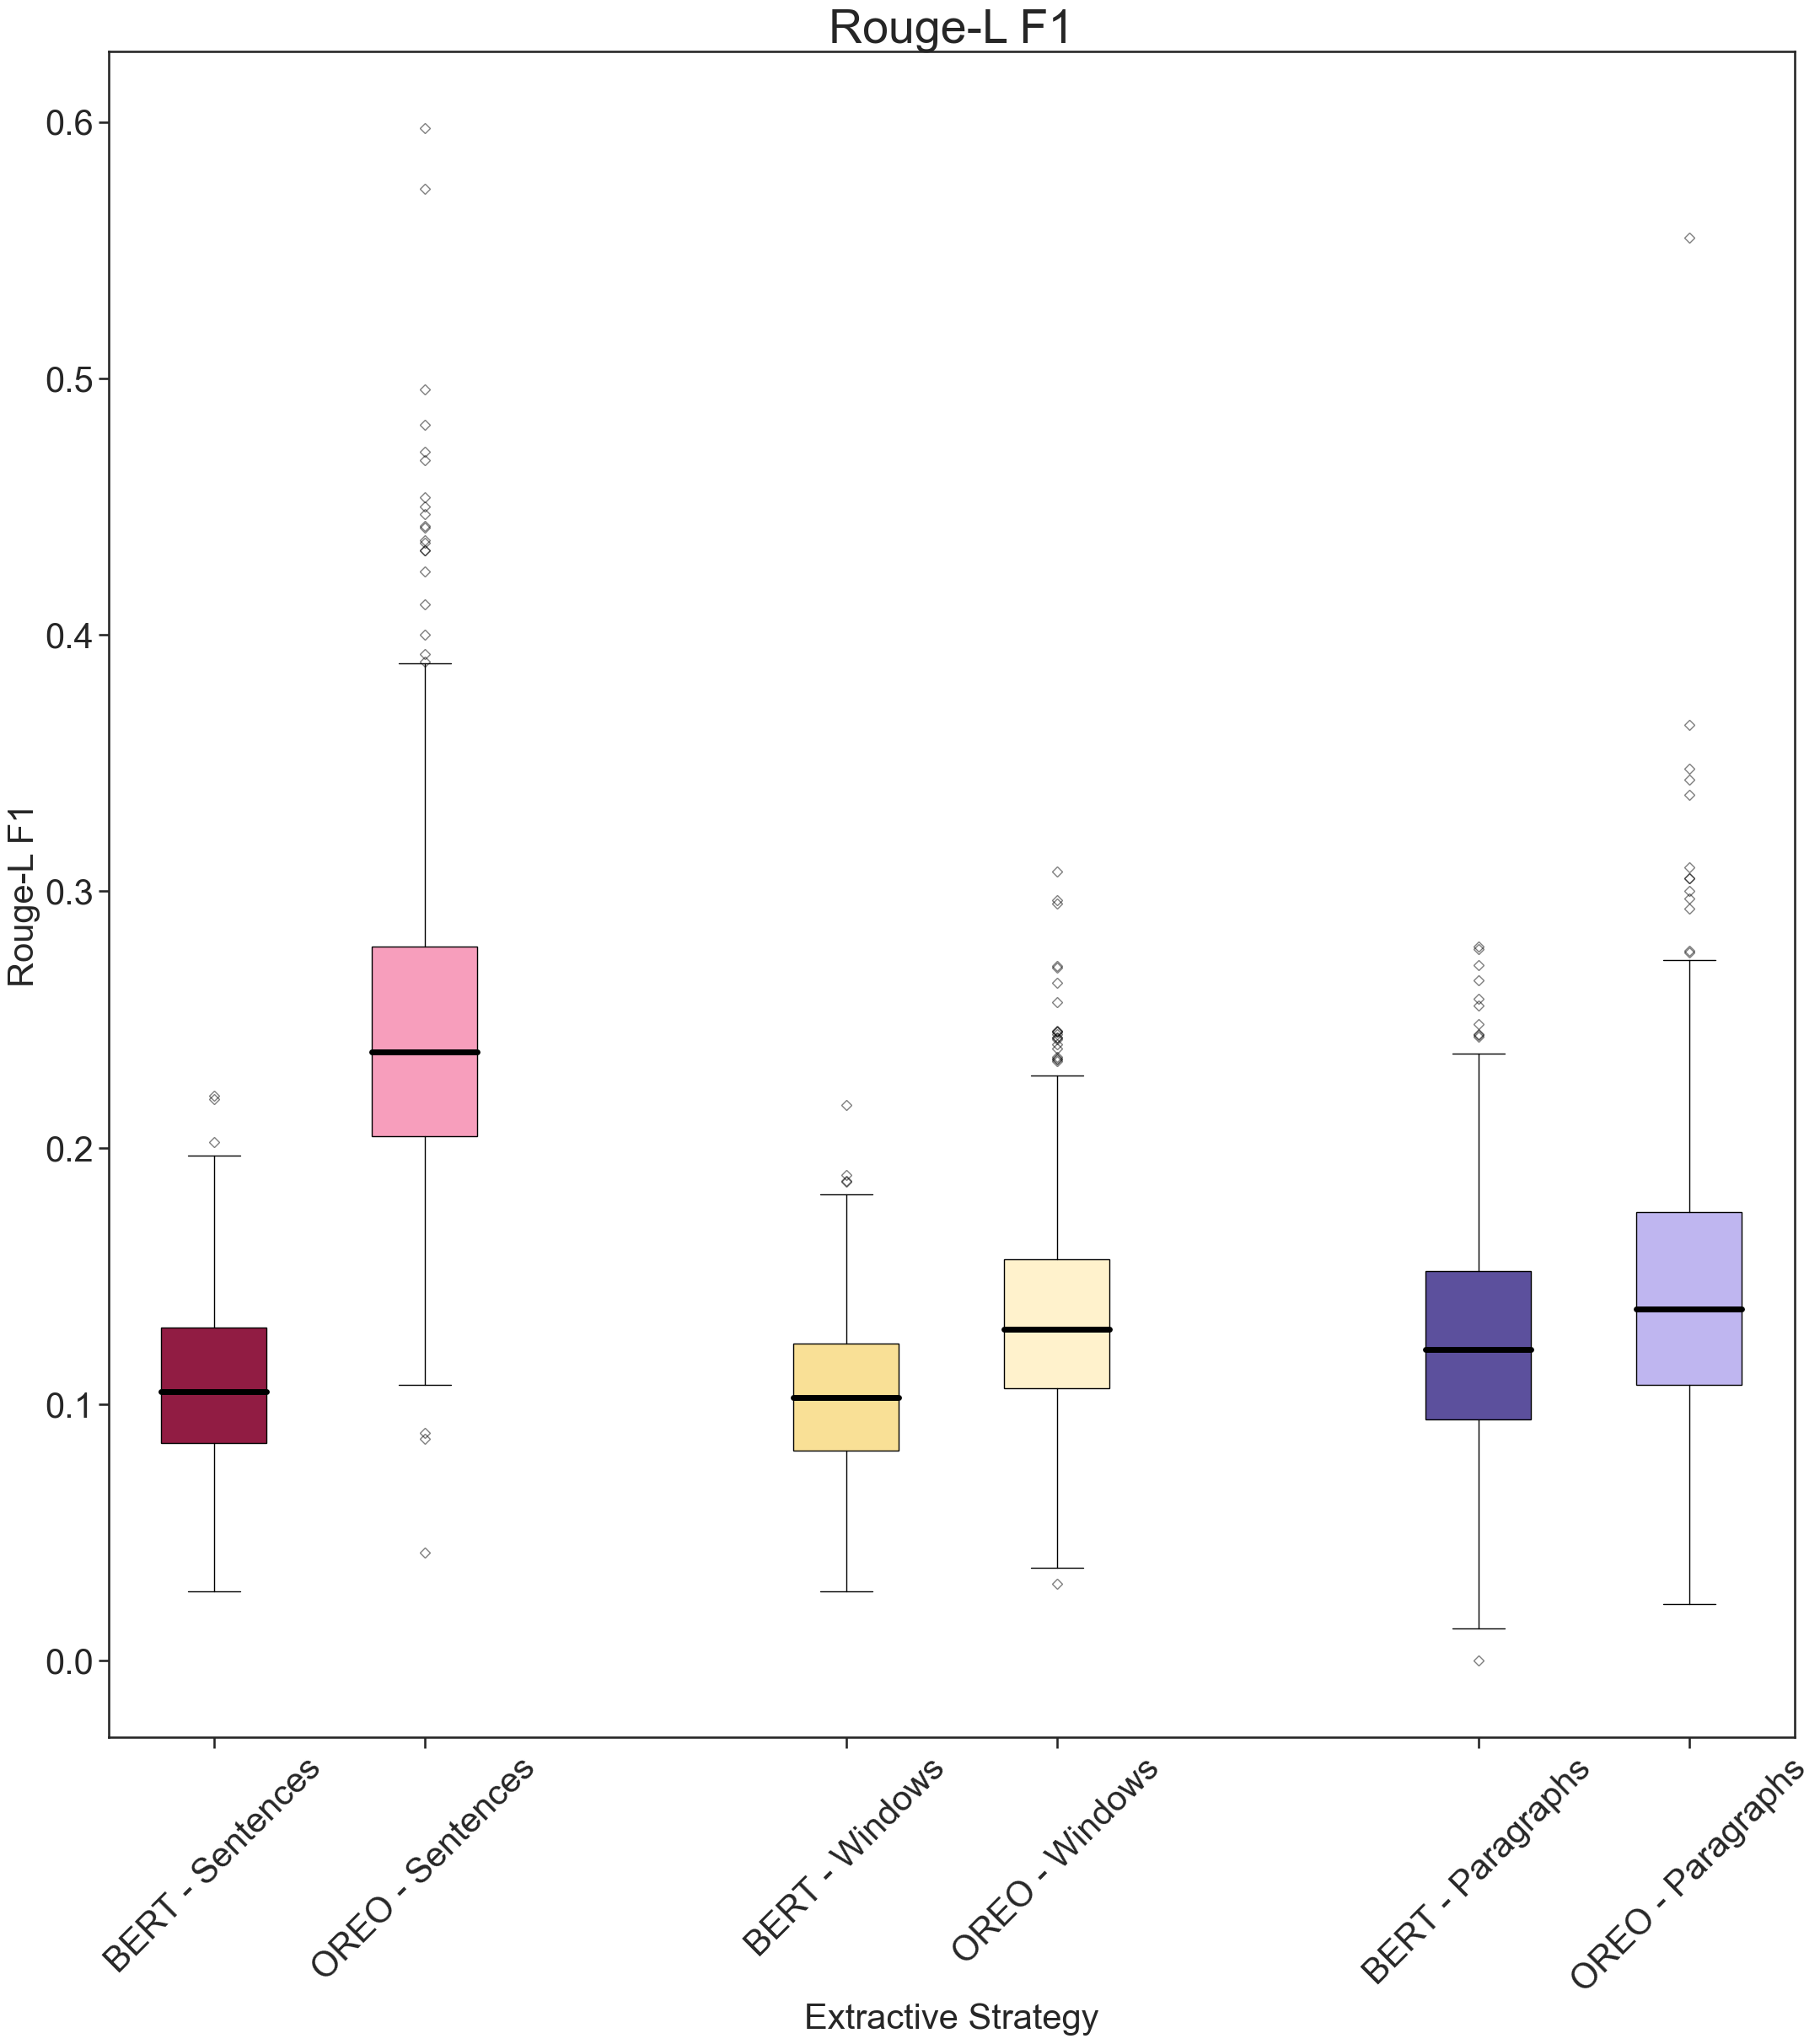 Rouge-L F1
0.6
0.5
0.4
0.3
0.2
0.1
0.0
Rouge-L F1
BERT - Sentences
OREO - Sentences
BERT - Windows
OREO - Windows
BERT - Paragraphs
OREO - Paragraphs
Extractive Strategy